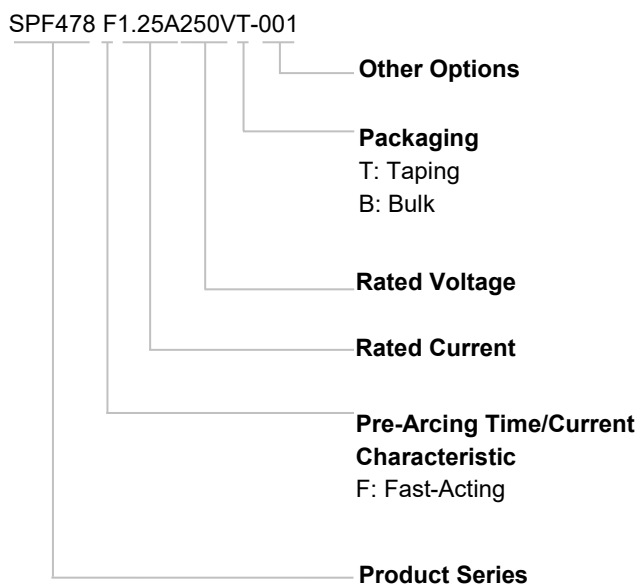 SPF478 F1.25A250VT-001
Other Options
Packaging
T: Taping
B: Bulk
Rated Voltage
Rated Current
Pre-Arcing Time/Current
Characteristic
F: Fast-Acting
Product Series